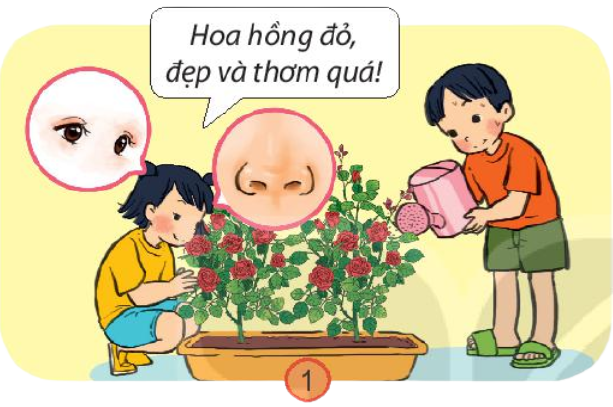 Hoa hồng đỏ,
đẹp và thơm quá!
1